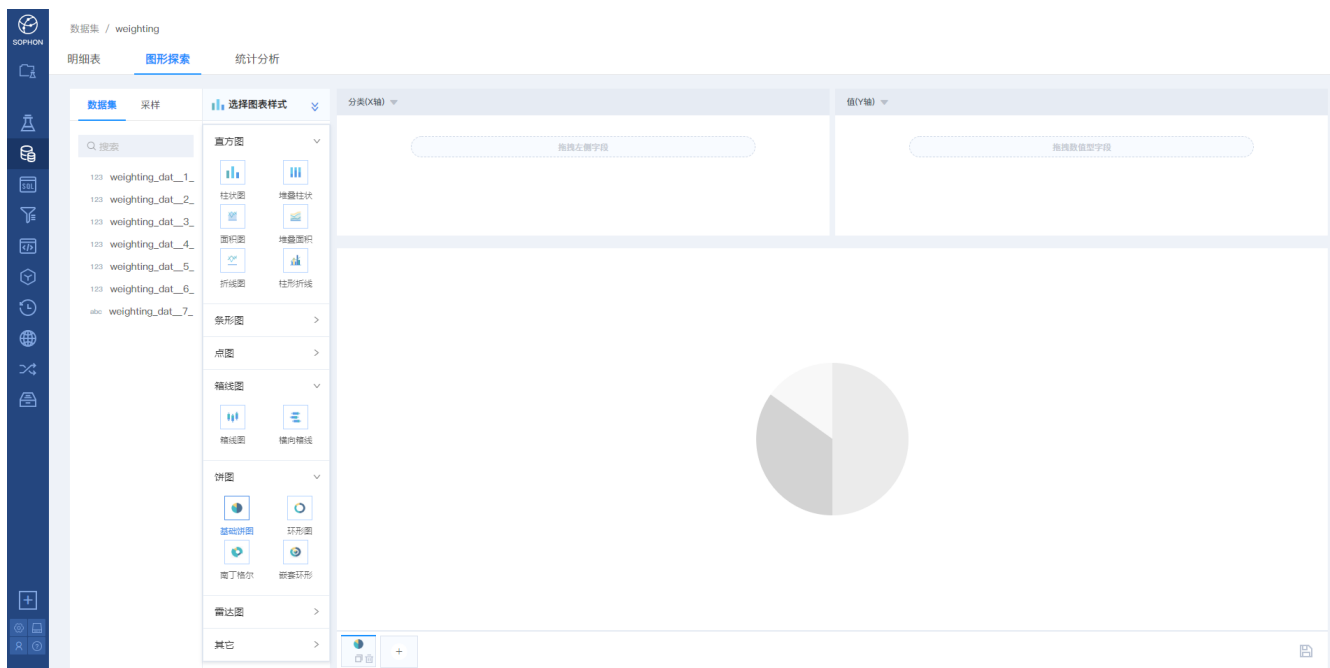 SOPHON
数据集 / weighting
明细表 图形探索 统计分析
数据集 采样
搜索
123 weighting_dat__1_
123 weighting_dat__2_
123 weighting_dat__3_
123 weighting_dat__4_
123 weighting_dat__5_
123 weighting_dat__6_
abc weighting_dat__7_
选择图表样式
直方图
柱状图 堆叠柱状
面积图 堆叠面积
折线图 柱形折线
条形图
点图
箱线图
箱线图 横向箱线
饼图
基础饼图 环形图
南丁格尔 嵌套环形
雷达图
其它
分类(X轴)
拖拽左侧字段
值(Y轴)
拖拽数值型字段
SQL